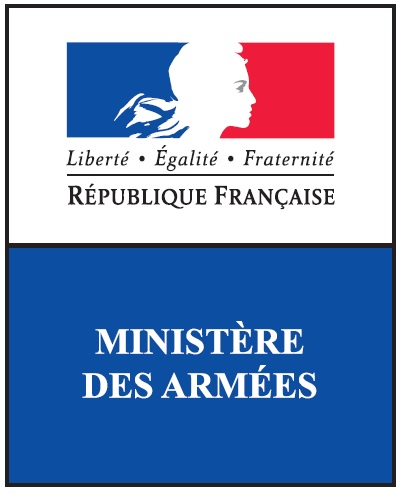 Liberté • Égalité • Fraternité
RÉPUBLIQUE FRANÇAISE
MINISTÈRE
DES ARMÉES